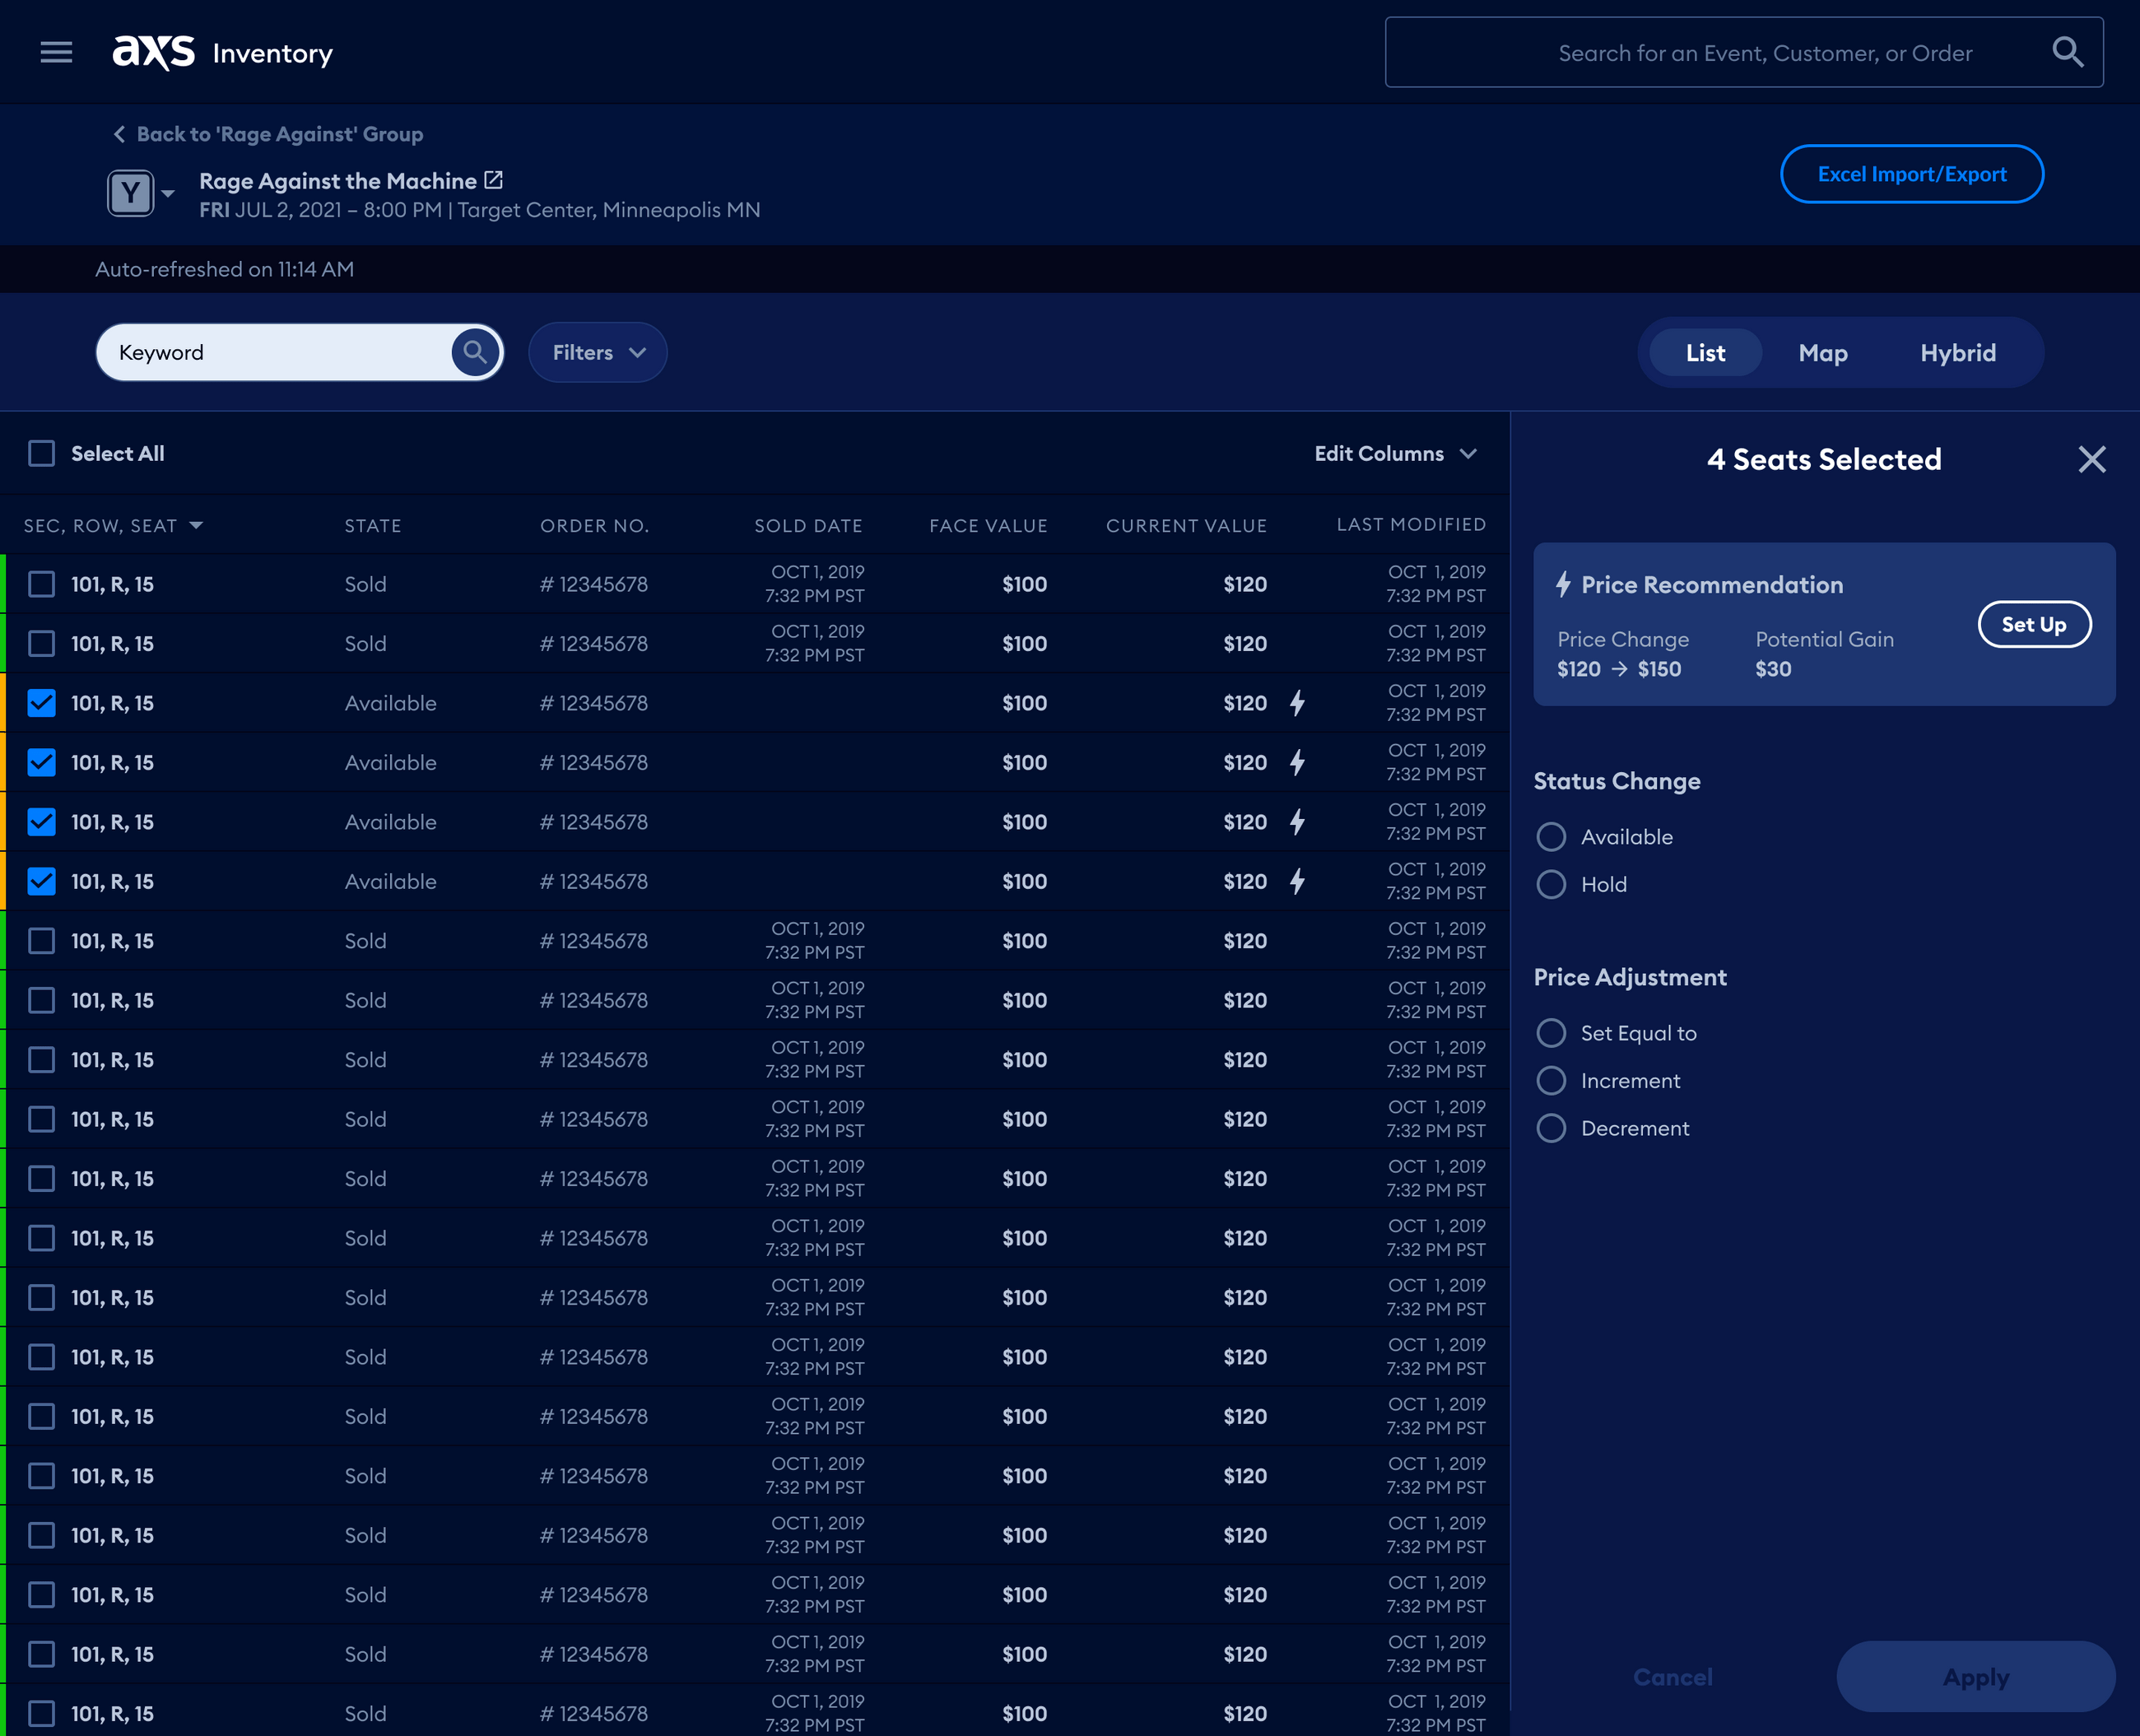 axs Inventory
Search for an Event, Customer, or Order
Back to 'Rage Against' Group
Y
Rage Against the Machine
FRI JUL 2, 2021 – 8:00 PM | Target Center, Minneapolis MN
Excel Import/Export
Auto-refreshed on 11:14 AM
Keyword
Filters
List Map Hybrid
Select All
Edit Columns
SEC, ROW, SEAT STATE ORDER NO. SOLD DATE FACE VALUE CURRENT VALUE LAST MODIFIED
101, R, 15 Sold # 12345678 OCT 1, 2019 7:32 PM PST $100 $120 OCT 1, 2019 7:32 PM PST
101, R, 15 Sold # 12345678 OCT 1, 2019 7:32 PM PST $100 $120 OCT 1, 2019 7:32 PM PST
101, R, 15 Available # 12345678 $100 $120 OCT 1, 2019 7:32 PM PST
101, R, 15 Available # 12345678 $100 $120 OCT 1, 2019 7:32 PM PST
101, R, 15 Available # 12345678 $100 $120 OCT 1, 2019 7:32 PM PST
101, R, 15 Available # 12345678 $100 $120 OCT 1, 2019 7:32 PM PST
101, R, 15 Sold # 12345678 OCT 1, 2019 7:32 PM PST $100 $120 OCT 1, 2019 7:32 PM PST
101, R, 15 Sold # 12345678 OCT 1, 2019 7:32 PM PST $100 $120 OCT 1, 2019 7:32 PM PST
101, R, 15 Sold # 12345678 OCT 1, 2019 7:32 PM PST $100 $120 OCT 1, 2019 7:32 PM PST
101, R, 15 Sold # 12345678 OCT 1, 2019 7:32 PM PST $100 $120 OCT 1, 2019 7:32 PM PST
101, R, 15 Sold # 12345678 OCT 1, 2019 7:32 PM PST $100 $120 OCT 1, 2019 7:32 PM PST
101, R, 15 Sold # 12345678 OCT 1, 2019 7:32 PM PST $100 $120 OCT 1, 2019 7:32 PM PST
101, R, 15 Sold # 12345678 OCT 1, 2019 7:32 PM PST $100 $120 OCT 1, 2019 7:32 PM PST
101, R, 15 Sold # 12345678 OCT 1, 2019 7:32 PM PST $100 $120 OCT 1, 2019 7:32 PM PST
101, R, 15 Sold # 12345678 OCT 1, 2019 7:32 PM PST $100 $120 OCT 1, 2019 7:32 PM PST
101, R, 15 Sold # 12345678 OCT 1, 2019 7:32 PM PST $100 $120 OCT 1, 2019 7:32 PM PST
101, R, 15 Sold # 12345678 OCT 1, 2019 7:32 PM PST $100 $120 OCT 1, 2019 7:32 PM PST
101, R, 15 Sold # 12345678 OCT 1, 2019 7:32 PM PST $100 $120 OCT 1, 2019 7:32 PM PST
101, R, 15 Sold # 12345678 OCT 1, 2019 7:32 PM PST $100 $120 OCT 1, 2019 7:32 PM PST
101, R, 15 Sold # 12345678 OCT 1, 2019 7:32 PM PST $100 $120 OCT 1, 2019 7:32 PM PST
4 Seats Selected
Price Recommendation
Price Change Potential Gain
$120 → $150 $30
Set Up
Status Change
Available
Hold
Price Adjustment
Set Equal to
Increment
Decrement
Cancel
Apply